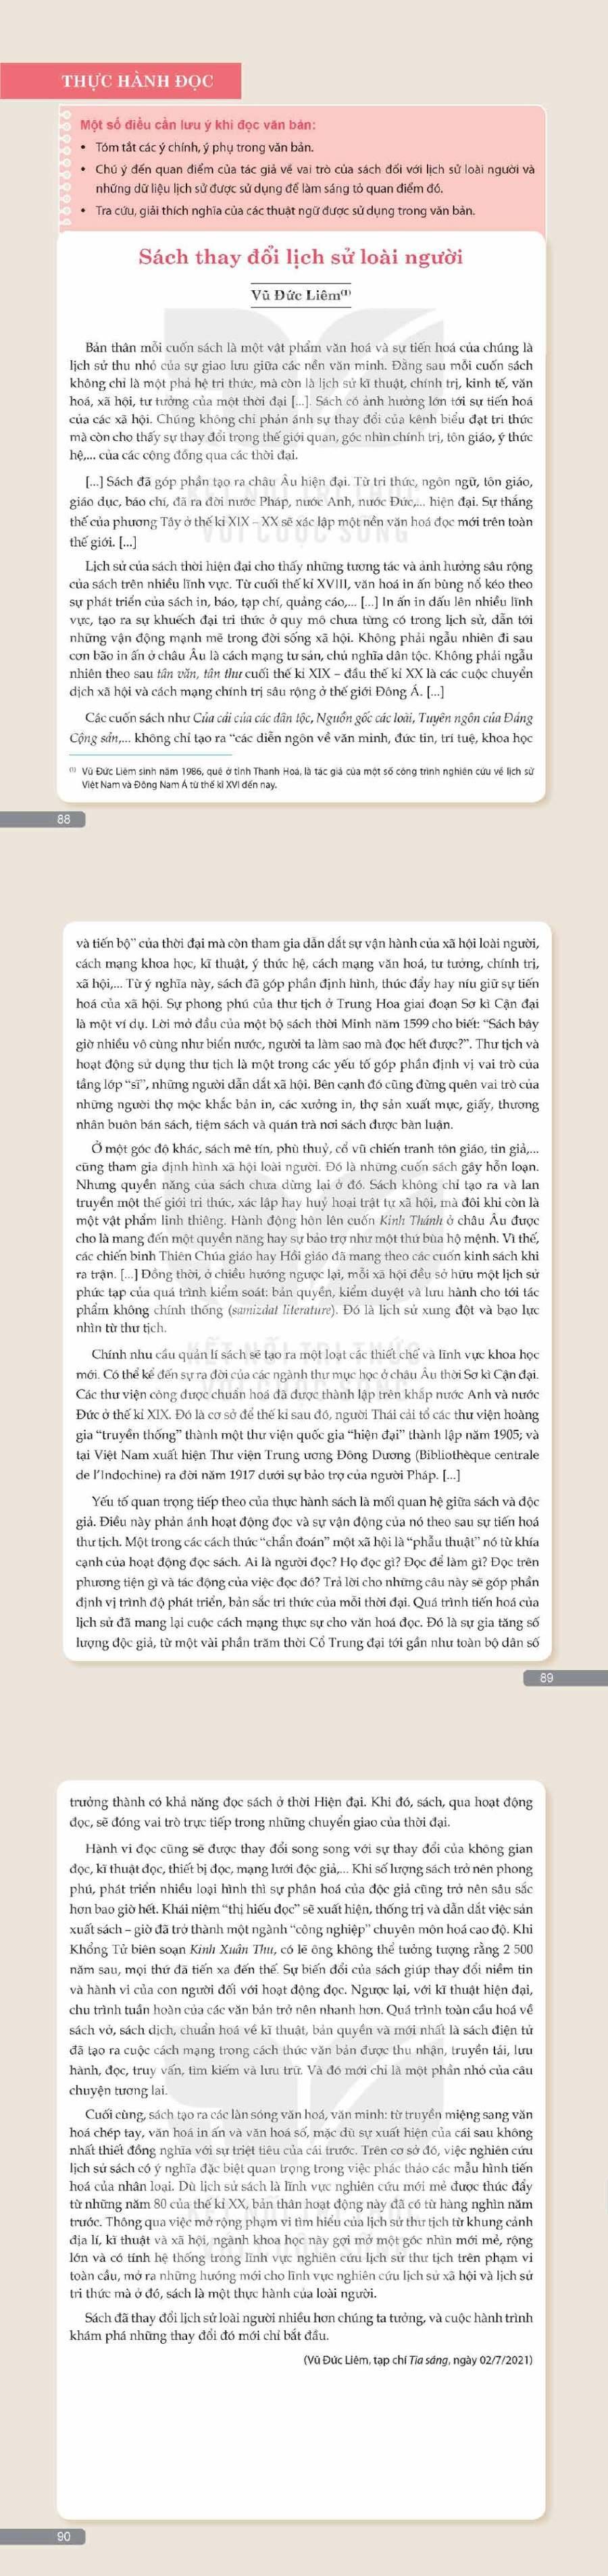 THỰC HÀNH ĐỌC
Một số điều cần lưu ý khi đọc văn bản:
• Tóm tắt các ý chính, ý phụ trong văn bản.
• Chú ý đến quan điểm của tác giả về vai trò của sách đối với lịch sử loài người và
những dữ liệu lịch sử được sử dụng để làm sáng tỏ quan điểm đó.
• Tra cứu, giải thích nghĩa của các thuật ngữ được sử dụng trong văn bản.
Sách thay đổi lịch sử loài người
Vũ Đức Liêm(1)
Bản thân mỗi cuốn sách là một vật phẩm văn hoá và sự tiến hoá của chúng là
lịch sử thu nhỏ của sự giao lưu giữa các nền văn minh. Đằng sau mỗi cuốn sách
không chỉ là một phả hệ tri thức, mà còn là lịch sử kĩ thuật, chính trị, kinh tế, văn
hoá, xã hội, tư tưởng của một thời đại [...]. Sách có ảnh hưởng lớn tới sự tiến hoá
của các xã hội. Chúng không chỉ phản ánh sự thay đổi của kênh biểu đạt tri thức
mà còn cho thấy sự thay đổi trong thế giới quan, góc nhìn chính trị, tôn giáo, ý thức
hệ,... của các cộng đồng qua các thời đại.
[...] Sách đã góp phần tạo ra châu Âu hiện đại. Từ tri thức, ngôn ngữ, tôn giáo,
giáo dục, báo chí, đã ra đời nước Pháp, nước Anh, nước Đức,... hiện đại. Sự thắng
thế của phương Tây ở thế kỉ XIX – XX sẽ xác lập một nền văn hoá đọc mới trên toàn
thế giới. [...]
Lịch sử của sách thời hiện đại cho thấy những tương tác và ảnh hưởng sâu rộng
của sách trên nhiều lĩnh vực. Từ cuối thế kỉ XVIII, văn hoá in ấn bùng nổ kéo theo
sự phát triển của sách in, báo, tạp chí, quảng cáo,... [...] In ấn in dấu lên nhiều lĩnh
vực, tạo ra sự khuếch đại tri thức ở quy mô chưa từng có trong lịch sử, dẫn tới
những vận động mạnh mẽ trong đời sống xã hội. Không phải ngẫu nhiên đi sau
cơn bão in ấn ở châu Âu là cách mạng tư sản, chủ nghĩa dân tộc. Không phải ngẫu
nhiên theo sau tân văn, tân thư cuối thế kỉ XIX – đầu thế kỉ XX là các cuộc chuyển
dịch xã hội và cách mạng chính trị sâu rộng ở thế giới Đông Á. [...]
Các cuốn sách như Của cải của các dân tộc, Nguồn gốc các loài, Tuyên ngôn của Đảng
Cộng sản,... không chỉ tạo ra “các diễn ngôn về văn minh, đức tin, trí tuệ, khoa học
(1) Vũ Đức Liêm sinh năm 1986, quê ở tỉnh Thanh Hoá, là tác giả của một số công trình nghiên cứu về lịch sử
Việt Nam và Đông Nam Á từ thế kỉ XVI đến nay.
88
và tiến bộ” của thời đại mà còn tham gia dẫn dắt sự vận hành của xã hội loài người,
cách mạng khoa học, kĩ thuật, ý thức hệ, cách mạng văn hoá, tư tưởng, chính trị,
xã hội,... Từ ý nghĩa này, sách đã góp phần định hình, thúc đẩy hay níu giữ sự tiến
hoá của xã hội. Sự phong phú của thư tịch ở Trung Hoa giai đoạn Sơ kì Cận đại
là một ví dụ. Lời mở đầu của một bộ sách thời Minh năm 1599 cho biết: “Sách bây
giờ nhiều vô cùng như biển nước, người ta làm sao mà đọc hết được?”. Thư tịch và
hoạt động sử dụng thư tịch là một trong các yếu tố góp phần định vị vai trò của
tầng lớp “sĩ”, những người dẫn dắt xã hội. Bên cạnh đó cũng đừng quên vai trò của
những người thợ mộc khắc bản in, các xưởng in, thợ sản xuất mực, giấy, thương
nhân buôn bán sách, tiệm sách và quán trà nơi sách được bàn luận.
Ở một góc độ khác, sách mê tín, phù thuỷ, cổ vũ chiến tranh tôn giáo, tin giả,...
cũng tham gia định hình xã hội loài người. Đó là những cuốn sách gây hỗn loạn.
Nhưng quyền năng của sách chưa dừng lại ở đó. Sách không chỉ tạo ra và lan
truyền một thế giới tri thức, xác lập hay huỷ hoại trật tự xã hội, mà đôi khi còn là
một vật phẩm linh thiêng. Hành động hôn lên cuốn Kinh Thánh ở châu Âu được
cho là mang đến một quyền năng hay sự bảo trợ như một thứ bùa hộ mệnh. Vì thế,
các chiến binh Thiên Chúa giáo hay Hồi giáo đã mang theo các cuốn kinh sách khi
ra trận. [...] Đồng thời, ở chiều hướng ngược lại, mỗi xã hội đều sở hữu một lịch sử
phức tạp của quá trình kiểm soát: bản quyền, kiểm duyệt và lưu hành cho tới tác
phẩm không chính thống (samizdat literature). Đó là lịch sử xung đột và bạo lực
nhìn từ thư tịch.
Chính nhu cầu quản lí sách sẽ tạo ra một loạt các thiết chế và lĩnh vực khoa học
mới. Có thể kể đến sự ra đời của các ngành thư mục học ở châu Âu thời Sơ kì Cận đại.
Các thư viện công được chuẩn hoá đã được thành lập trên khắp nước Anh và nước
Đức ở thế kỉ XIX. Đó là cơ sở để thế kỉ sau đó, người Thái cải tổ các thư viện hoàng
gia “truyền thống” thành một thư viện quốc gia “hiện đại” thành lập năm 1905; và
tại Việt Nam xuất hiện Thư viện Trung ương Đông Dương (Bibliothèque centrale
de l’Indochine) ra đời năm 1917 dưới sự bảo trợ của người Pháp. [...]
Yếu tố quan trọng tiếp theo của thực hành sách là mối quan hệ giữa sách và độc
giả. Điều này phản ánh hoạt động đọc và sự vận động của nó theo sau sự tiến hoá
thư tịch. Một trong các cách thức “chẩn đoán” một xã hội là “phẫu thuật” nó từ khía
cạnh của hoạt động đọc sách. Ai là người đọc? Họ đọc gì? Đọc để làm gì? Đọc trên
phương tiện gì và tác động của việc đọc đó? Trả lời cho những câu này sẽ góp phần
định vị trình độ phát triển, bản sắc tri thức của mỗi thời đại. Quá trình tiến hoá của
lịch sử đã mang lại cuộc cách mạng thực sự cho văn hoá đọc. Đó là sự gia tăng số
lượng độc giả, từ một vài phần trăm thời Cổ Trung đại tới gần như toàn bộ dân số
89
trưởng thành có khả năng đọc sách ở thời Hiện đại. Khi đó, sách, qua hoạt động
đọc, sẽ đóng vai trò trực tiếp trong những chuyển giao của thời đại.
Hành vi đọc cũng sẽ được thay đổi song song với sự thay đổi của không gian
đọc, kĩ thuật đọc, thiết bị đọc, mạng lưới độc giả,... Khi số lượng sách trở nên phong
phú, phát triển nhiều loại hình thì sự phân hoá của độc giả cũng trở nên sâu sắc
hơn bao giờ hết. Khái niệm “thị hiếu đọc” sẽ xuất hiện, thống trị và dẫn dắt việc sản
xuất sách – giờ đã trở thành một ngành “công nghiệp” chuyên môn hoá cao độ. Khi
Khổng Tử biên soạn Kinh Xuân Thu, có lẽ ông không thể tưởng tượng rằng 2 500
năm sau, mọi thứ đã tiến xa đến thế. Sự biến đổi của sách giúp thay đổi niềm tin
và hành vi của con người đối với hoạt động đọc. Ngược lại, với kĩ thuật hiện đại,
chu trình tuần hoàn của các văn bản trở nên nhanh hơn. Quá trình toàn cầu hoá về
sách vở, sách dịch, chuẩn hoá về kĩ thuật, bản quyền và mới nhất là sách điện tử
đã tạo ra cuộc cách mạng trong cách thức văn bản được thu nhận, truyền tải, lưu
hành, đọc, truy vấn, tìm kiếm và lưu trữ. Và đó mới chỉ là một phần nhỏ của câu
chuyện tương lai.
Cuối cùng, sách tạo ra các làn sóng văn hoá, văn minh: từ truyền miệng sang văn
hoá chép tay, văn hoá in ấn và văn hoá số, mặc dù sự xuất hiện của cái sau không
nhất thiết đồng nghĩa với sự triệt tiêu của cái trước. Trên cơ sở đó, việc nghiên cứu
lịch sử sách có ý nghĩa đặc biệt quan trọng trong việc phác thảo các mẫu hình tiến
hoá của nhân loại. Dù lịch sử sách là lĩnh vực nghiên cứu mới mẻ được thúc đẩy
từ những năm 80 của thế kỉ XX, bản thân hoạt động này đã có từ hàng nghìn năm
trước. Thông qua việc mở rộng phạm vi tìm hiểu của lịch sử thư tịch từ khung cảnh
địa lí, kĩ thuật và xã hội, ngành khoa học này gợi mở một góc nhìn mới mẻ, rộng
lớn và có tính hệ thống trong lĩnh vực nghiên cứu lịch sử thư tịch trên phạm vi
toàn cầu, mở ra những hướng mới cho lĩnh vực nghiên cứu lịch sử xã hội và lịch sử
tri thức mà ở đó, sách là một thực hành của loài người.
Sách đã thay đổi lịch sử loài người nhiều hơn chúng ta tưởng, và cuộc hành trình
khám phá những thay đổi đó mới chỉ bắt đầu.
(Vũ Đức Liêm, tạp chí Tia sáng, ngày 02/7/2021)
90
KẾT NỐI TRI THỨC
VỚI CUỘC SỐNG